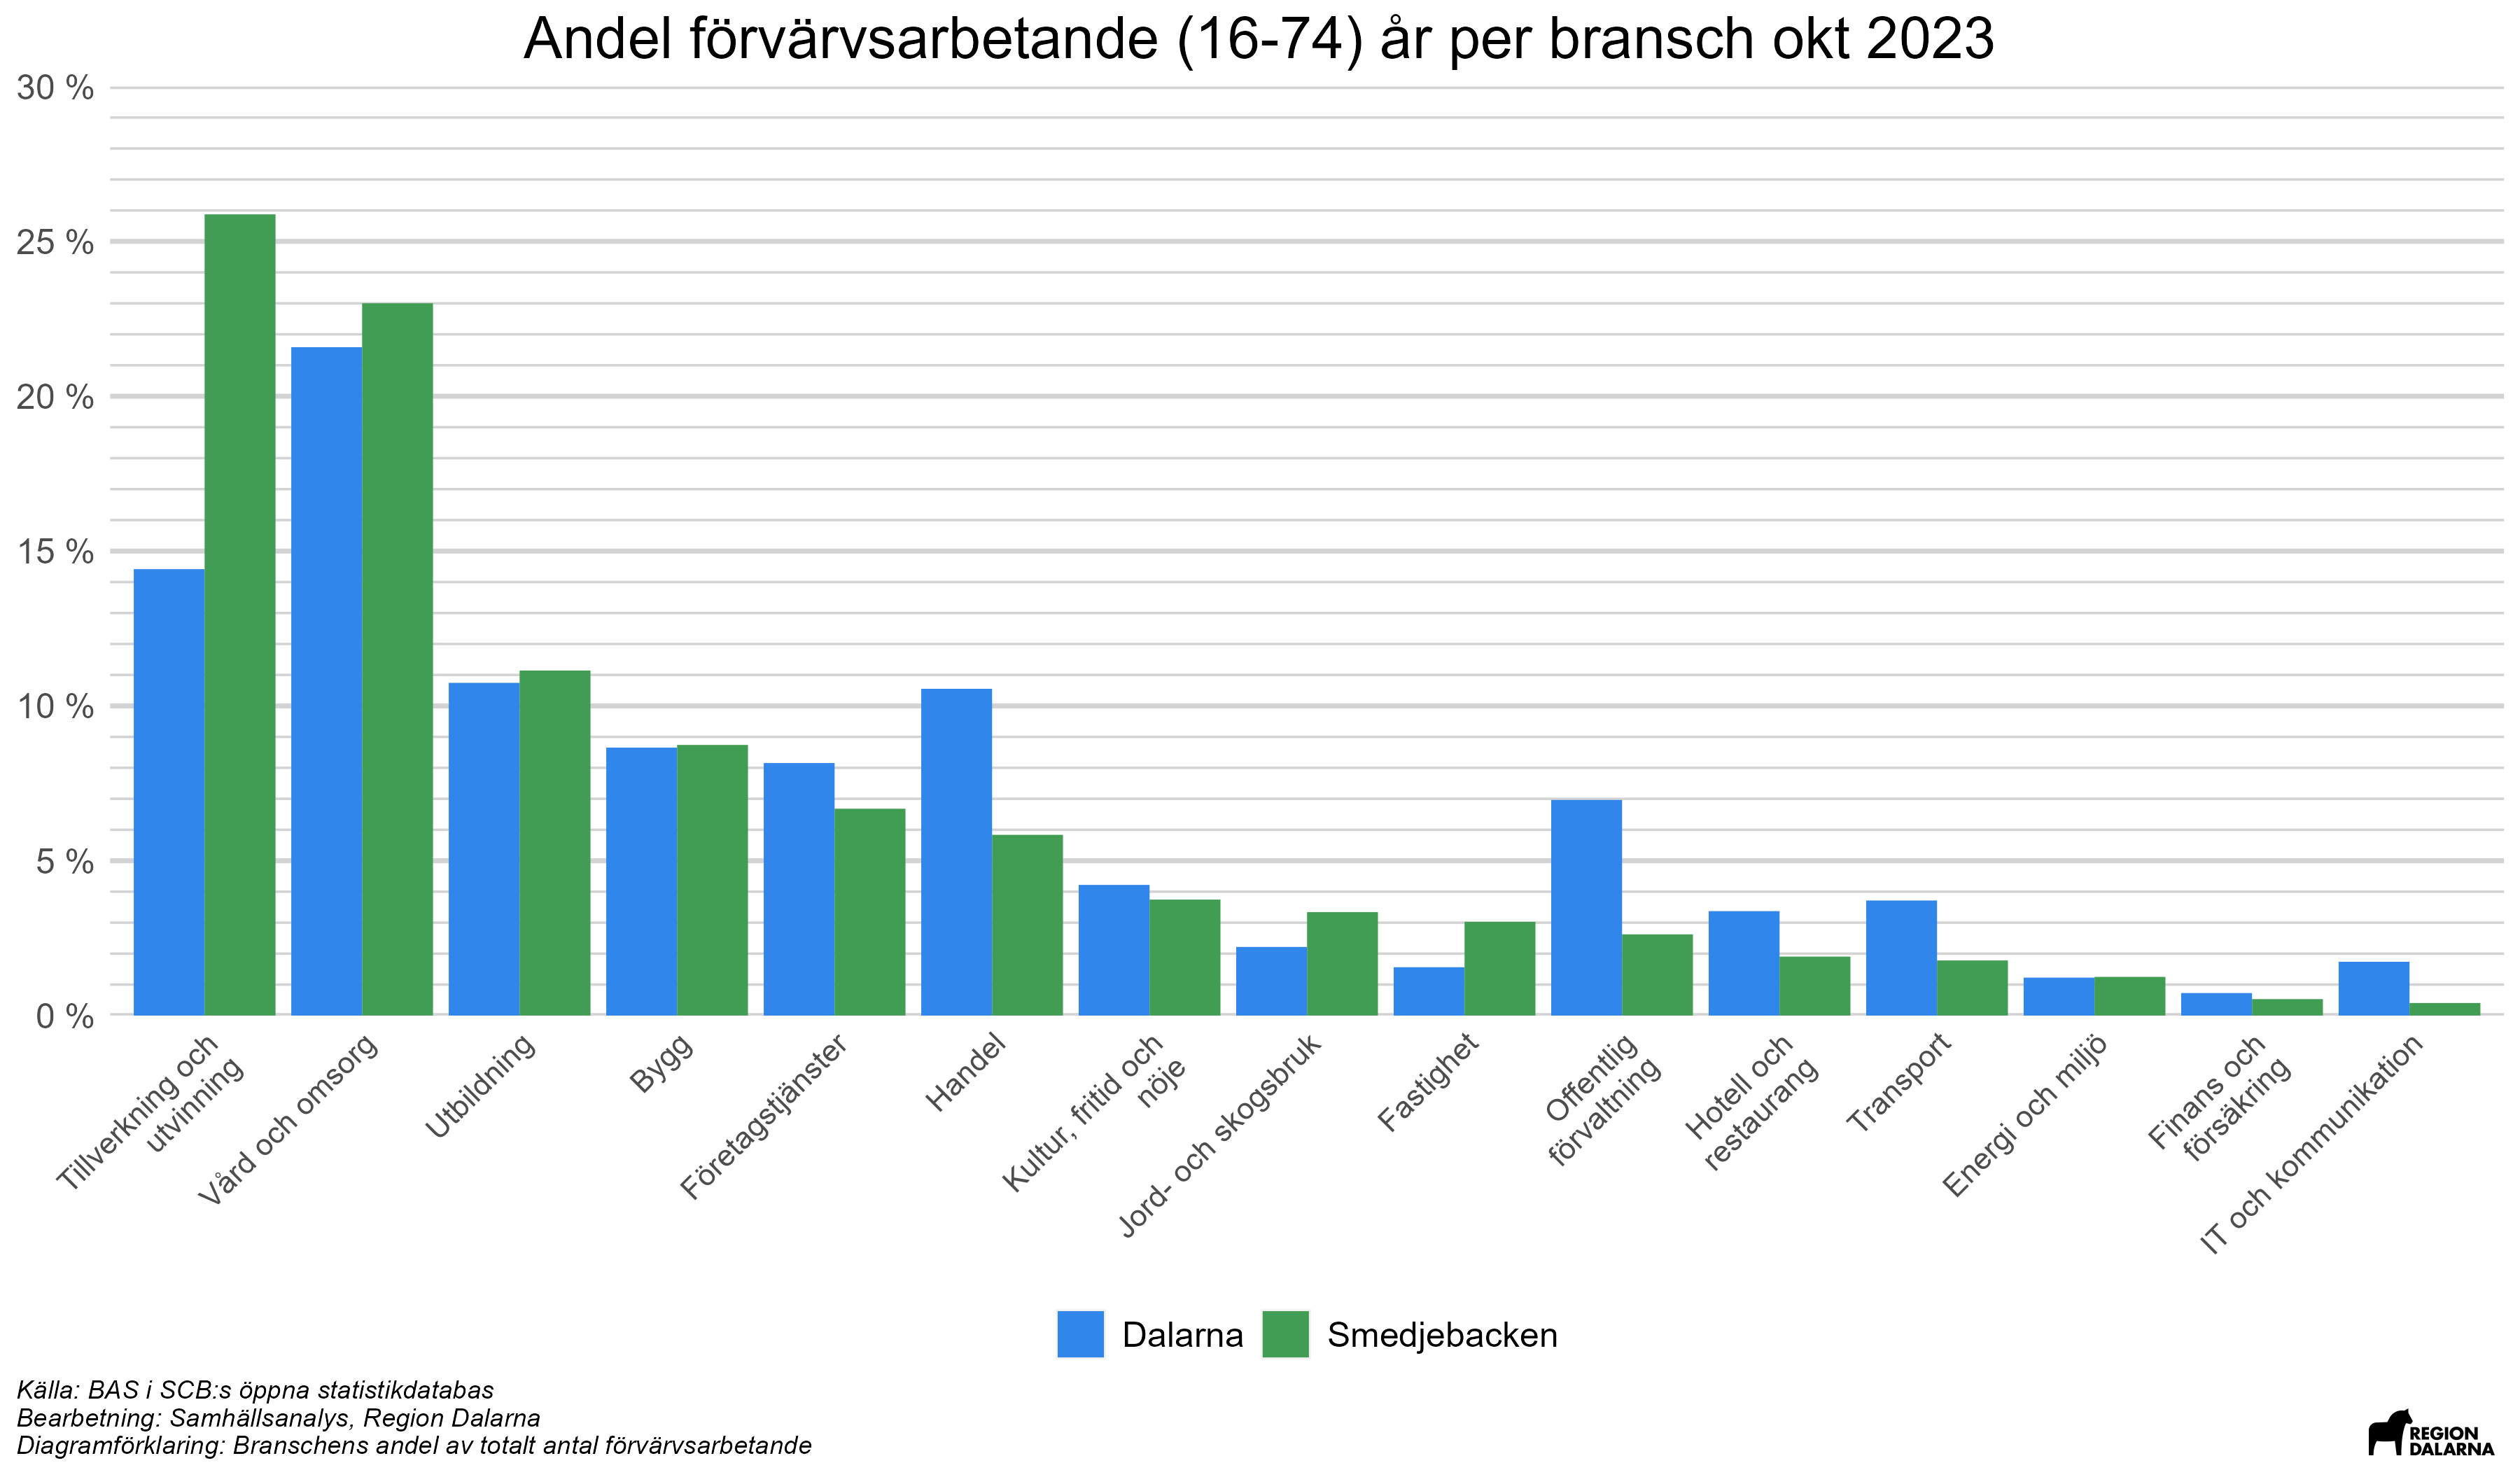 Andel förvärvsarbetande (16-74) år per bransch okt 2023
30 %
25 %
20 %
15 %
10 %
5 %
0 %
Tillverkning och
utvinning
Vård och omsorg
Utbildning
Bygg
Företagstjänster
Handel
Kultur, fritid och
nöje
Jord- och skogsbruk
Fastighet
Offentlig
förvaltning
Hotell och
restaurang
Transport
Energi och miljö
Finans och
försäkring
IT och kommunikation
Dalarna
Smedjebacken
Källa: BAS i SCB:s öppna statistikdatabas
Bearbetning: Samhällsanalys, Region Dalarna
Diagramförklaring: Branschens andel av totalt antal förvärvsarbetande
REGION
DALARNA